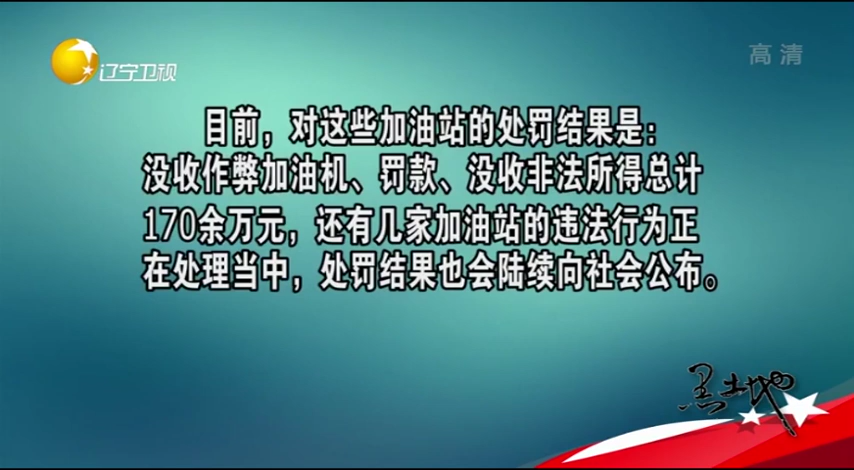 辽宁卫视
高清
目前，对这些加油站的处罚结果是：
没收作弊加油机、罚款、没收非法所得总计
170余万元，还有几家加油站的违法行为正
在处理当中，处罚结果也会陆续向社会公布。
黑土地